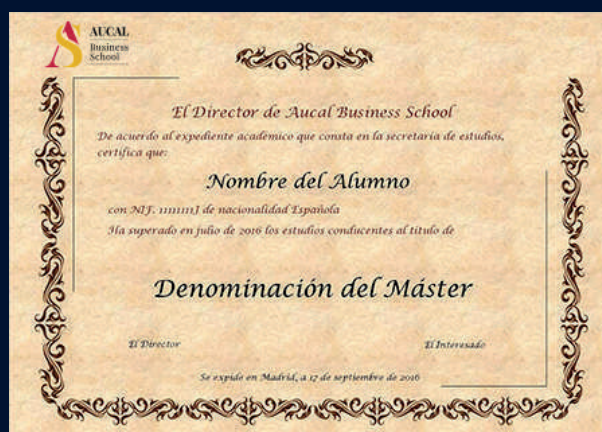 AUCAL
Business
School
El Director de Aucal Business School
De acuerdo al expediente académico que consta en la secretaria de estudios,
certifica que:
Nombre del Alumno
con NIF. 11111111J de nacionalidad Española
Ha superado en julio de 2016 los estudios conducentes al titulo de
Denominación del Máster
El Director
El Interesado
Se expide en Madrid, a 17 de septiembre de 2016